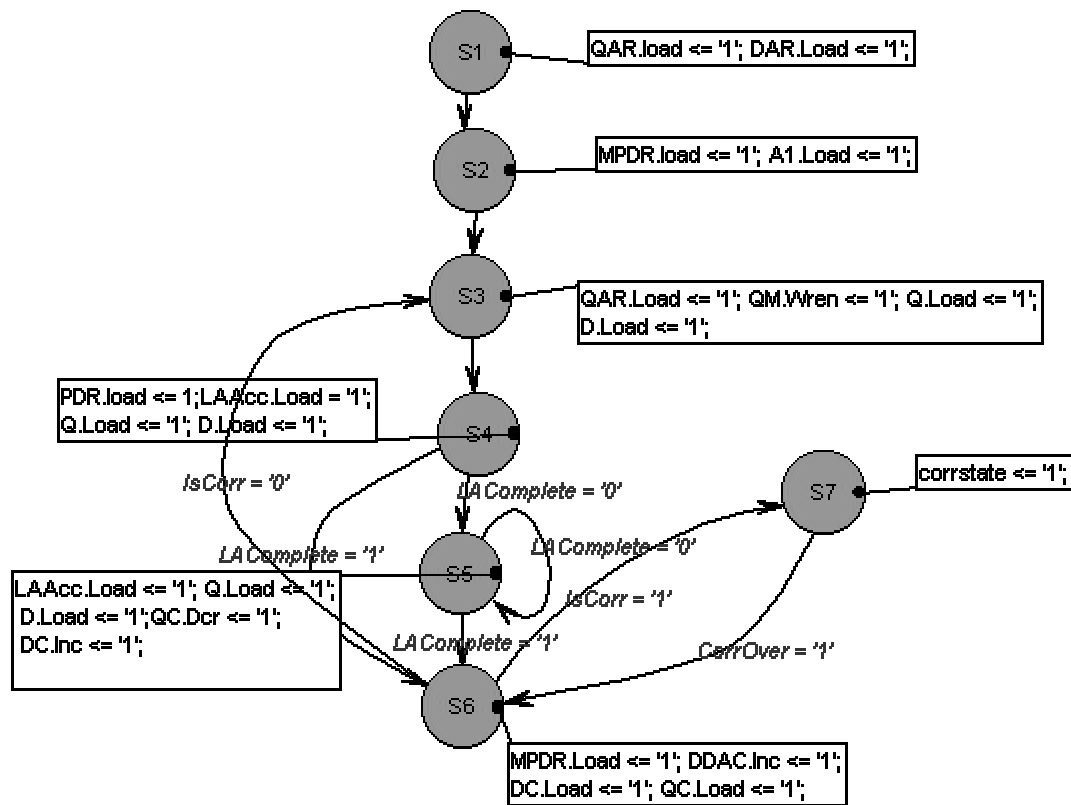 S1
QAR.load <= '1'; DAR.Load <= '1';
S2
MPDR.load <= '1'; A1.Load <= '1';
S3
QAR.Load <= '1'; QM.Wren <= '1'; Q.Load <= '1';
D.Load <= '1';
PDR.load <= 1;LAAcc.Load = '1';
Q.Load <= '1'; D.Load <= '1';
S4
IsCorr = '0'
LAComplete = '0'
S7
corrstate <= '1';
LAComplete = '1'
LAComplete = '0'
S5
LAAcc.Load <= '1'; Q.Load <= '1';
D.Load <= '1';QC.Dcr <= '1';
DC.Inc <= '1';
IsCorr = '1'
LAComplete = '1'
CarrOver = '1'
S6
MPDR.Load <= '1'; DDAC.Inc <= '1';
DC.Load <= '1'; QC.Load <= '1';